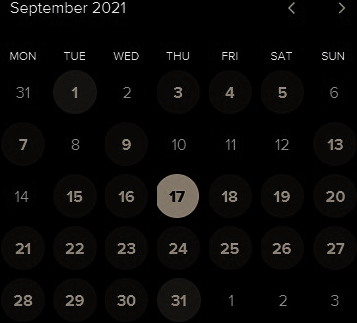 September 2021
MON TUE WED THU FRI SAT SUN
31 1 2 3 4 5 6
7 8 9 10 11 12 13
14 15 16 17 18 19 20
21 22 23 24 25 26 27
28 29 30 31 1 2 3